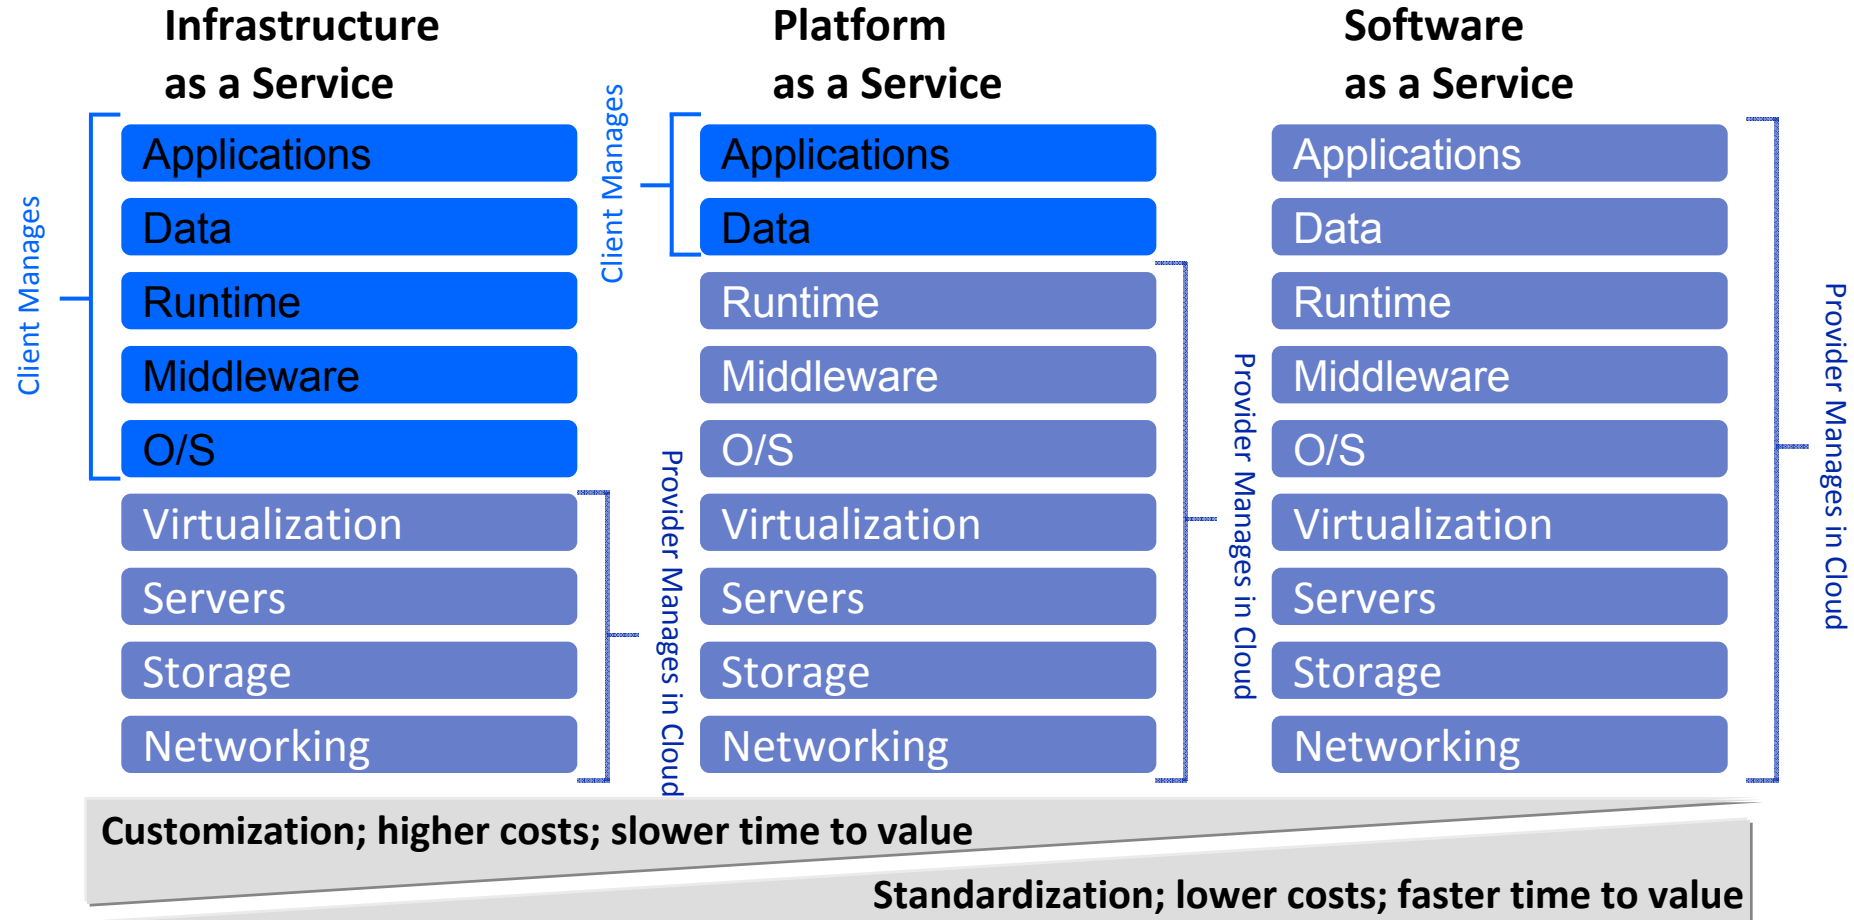 Infrastructure
as a Service
Client Manages
Applications
Data
Runtime
Middleware
O/S
Virtualization
Servers
Storage
Networking
Provider Manages in Cloud
Platform
as a Service
Client Manages
Applications
Data
Runtime
Middleware
O/S
Virtualization
Servers
Storage
Networking
Provider Manages in Cloud
Software
as a Service
Applications
Data
Runtime
Middleware
O/S
Virtualization
Servers
Storage
Networking
Provider Manages in Cloud
Customization; higher costs; slower time to value
Standardization; lower costs; faster time to value